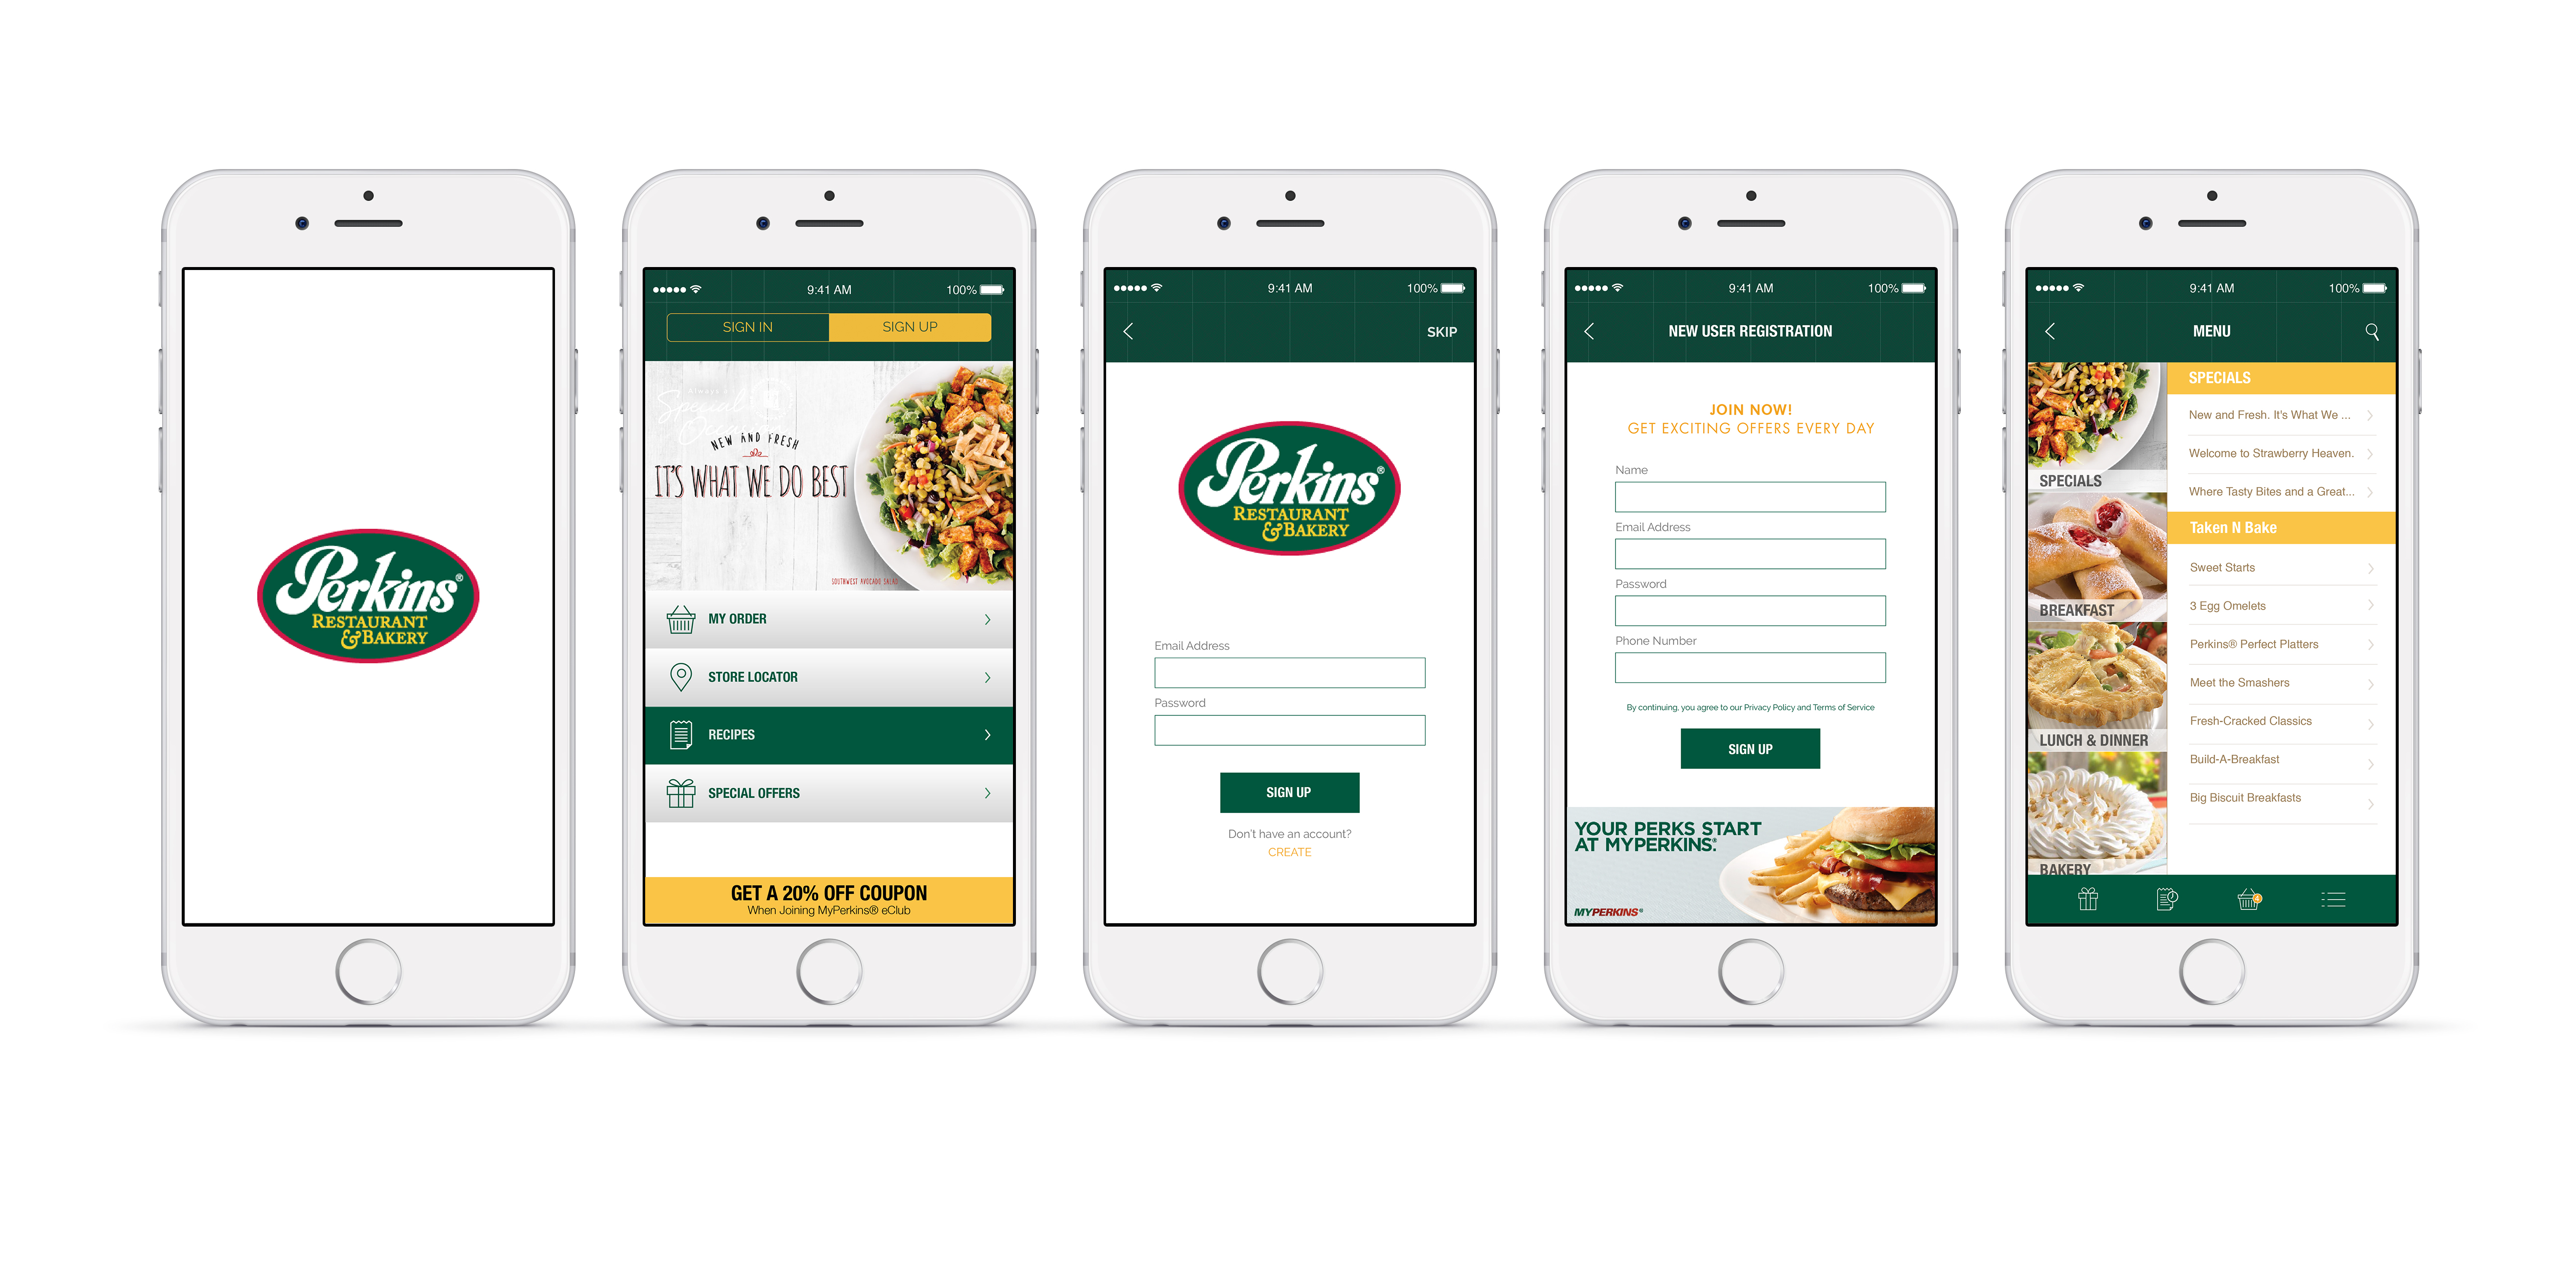 Perkins®
RESTAURANT
&BAKERY
9:41 AM 100%
SIGN IN SIGN UP
Always a
Special
NEW AND FRESH
IT'S WHAT WE DO BEST
SOUTHWEST AVOCADO SALAD
MY ORDER
STORE LOCATOR
RECIPES
SPECIAL OFFERS
GET A 20% OFF COUPON
When Joining MyPerkins® eClub
9:41 AM 100%
SKIP
Perkins®
RESTAURANT
&BAKERY
Email Address
Password
SIGN UP
Don't have an account?
CREATE
9:41 AM 100%
NEW USER REGISTRATION
JOIN NOW!
GET EXCITING OFFERS EVERY DAY
Name
Email Address
Password
Phone Number
By continuing, you agree to our Privacy Policy and Terms of Service
SIGN UP
YOUR PERKS START
AT MYPERKINS®.
MYPERKINS®
9:41 AM 100%
MENU
SPECIALS
BREAKFAST
LUNCH & DINNER
BAKERY
SPECIALS
New and Fresh. It's What We ...
Welcome to Strawberry Heaven.
Where Tasty Bites and a Great...
Taken N Bake
Sweet Starts
3 Egg Omelets
Perkins® Perfect Platters
Meet the Smashers
Fresh-Cracked Classics
Build-A-Breakfast
Big Biscuit Breakfasts